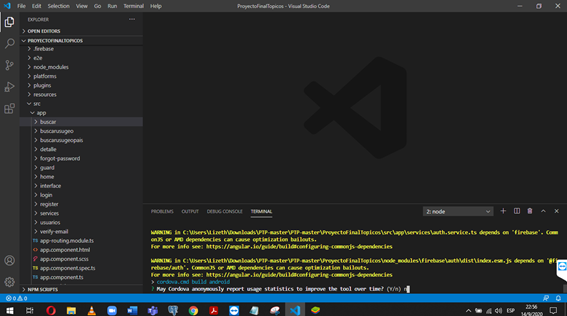 File Edit Selection View Go Run Terminal Help
ProyectoFinalTopicos - Visual Studio Code
EXPLORER
OPEN EDITORS
PROYECTOFINALTOPICOS
.firebase
e2e
node_modules
platforms
plugins
resources
src
app
buscar
buscarusugeo
buscarusugeopais
detalle
forgot-password
guard
home
interface
login
register
services
usuarios
verify-email
TS app-routing.module.ts
app.component.html
app.component.scss
TS app.component.spec.ts
TS app.component.ts
NPM SCRIPTS
PROBLEMS OUTPUT DEBUG CONSOLE TERMINAL
2: node
WARNING in C:\Users\Lizeth\Downloads\PTP-master\PTP-master\ProyectoFinalTopicos\src\app\services\auth.service.ts depends on 'firebase'. Comm
onJS or AMD dependencies can cause optimization bailouts.
For more info see: https://angular.io/guide/build#configuring-commonjs-dependencies
WARNING in C:\Users\Lizeth\Downloads\PTP-master\PTP-master\ProyectoFinalTopicos\node_modules\firebase\auth\dist\index.esm.js depends on '@fi
rebase/auth'. CommonJS or AMD dependencies can cause optimization bailouts.
For more info see: https://angular.io/guide/build#configuring-commonjs-dependencies
> cordova.cmd build android
? May Cordova anonymously report usage statistics to improve the tool over time? (Y/n) n
0 0
ESP
22:56
16/9/2020